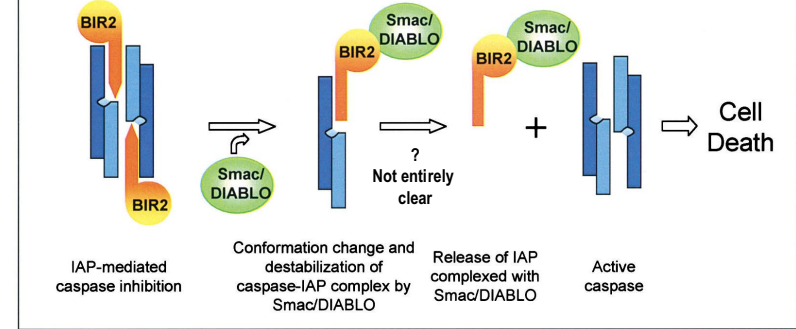 BIR2
BIR2
Smac/
DIABLO
BIR2
Smac/
DIABLO
?
Not entirely
clear
BIR2
Smac/
DIABLO
+
Cell
Death
IAP-mediated
caspase inhibition
Conformation change and
destabilization of
caspase-IAP complex by
Smac/DIABLO
Release of IAP
complexed with
Smac/DIABLO
Active
caspase